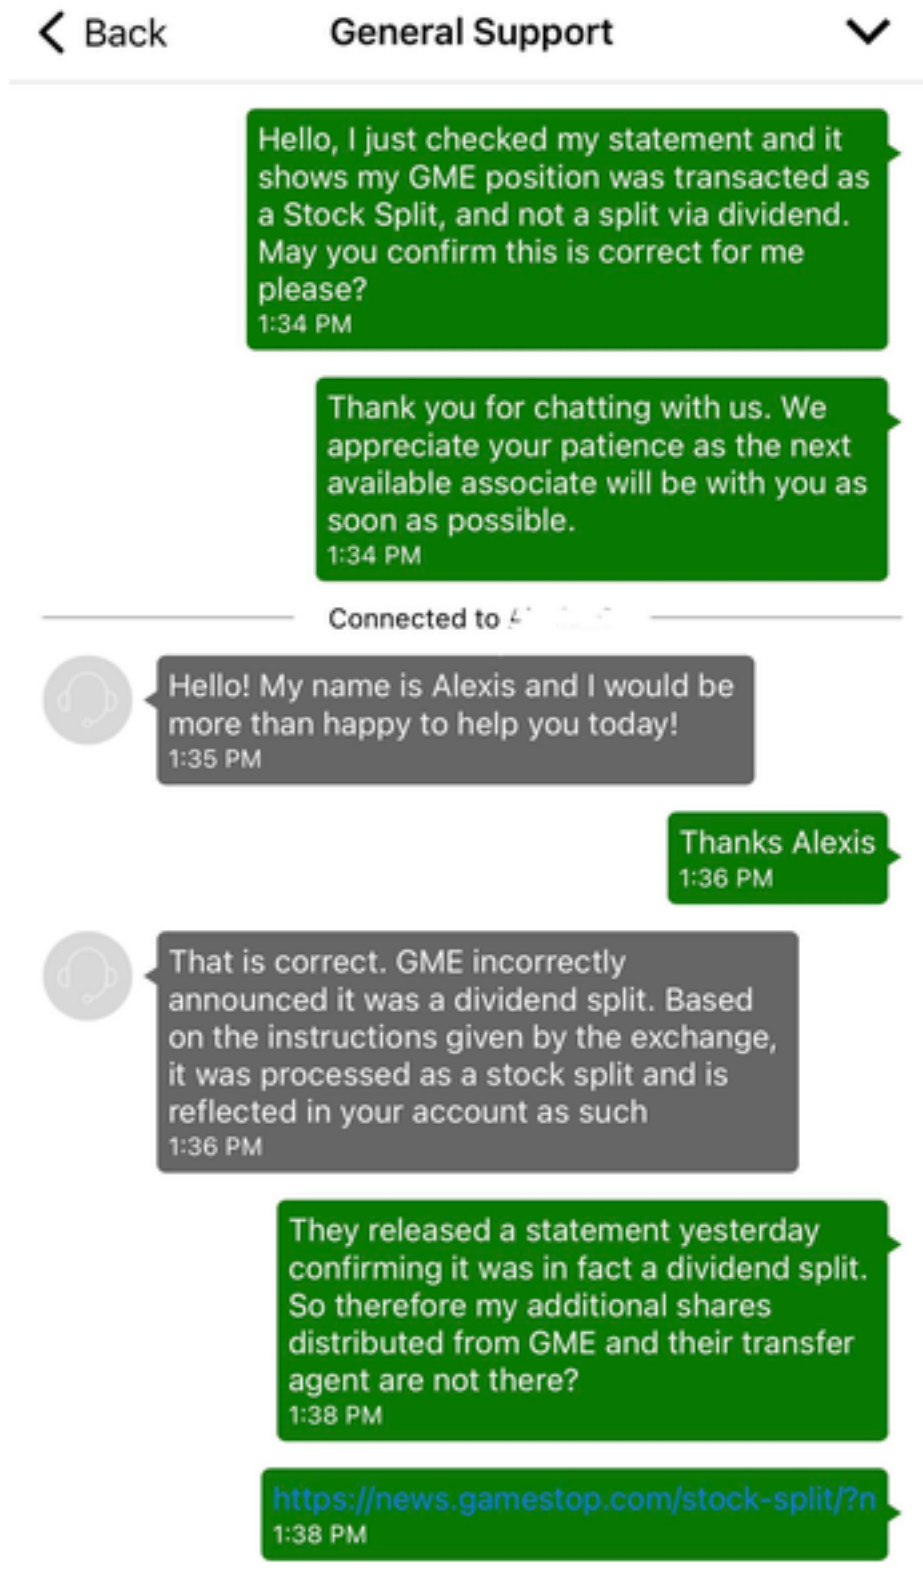 Back
General Support
Hello, I just checked my statement and it
shows my GME position was transacted as
a Stock Split, and not a split via dividend.
May you confirm this is correct for me
please?
1:34 PM
Thank you for chatting with us. We
appreciate your patience as the next
available associate will be with you as
soon as possible.
1:34 PM
Connected to
Hello! My name is Alexis and I would be
more than happy to help you today!
1:35 PM
Thanks Alexis
1:36 PM
That is correct. GME incorrectly
announced it was a dividend split. Based
on the instructions given by the exchange,
it was processed as a stock split and is
reflected in your account as such
1:36 PM
They released a statement yesterday
confirming it was in fact a dividend split.
So therefore my additional shares
distributed from GME and their transfer
agent are not there?
1:38 PM
https://news.gamestop.com/stock-split/?n
1:38 PM